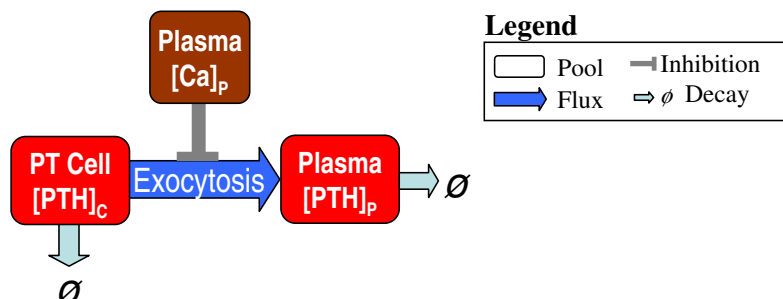 Plasma
[Ca]P
PT Cell
[PTH]C
Exocytosis
Plasma
[PTH]P
Ø
Ø
Legend
Pool
Inhibition
Flux
ø Decay